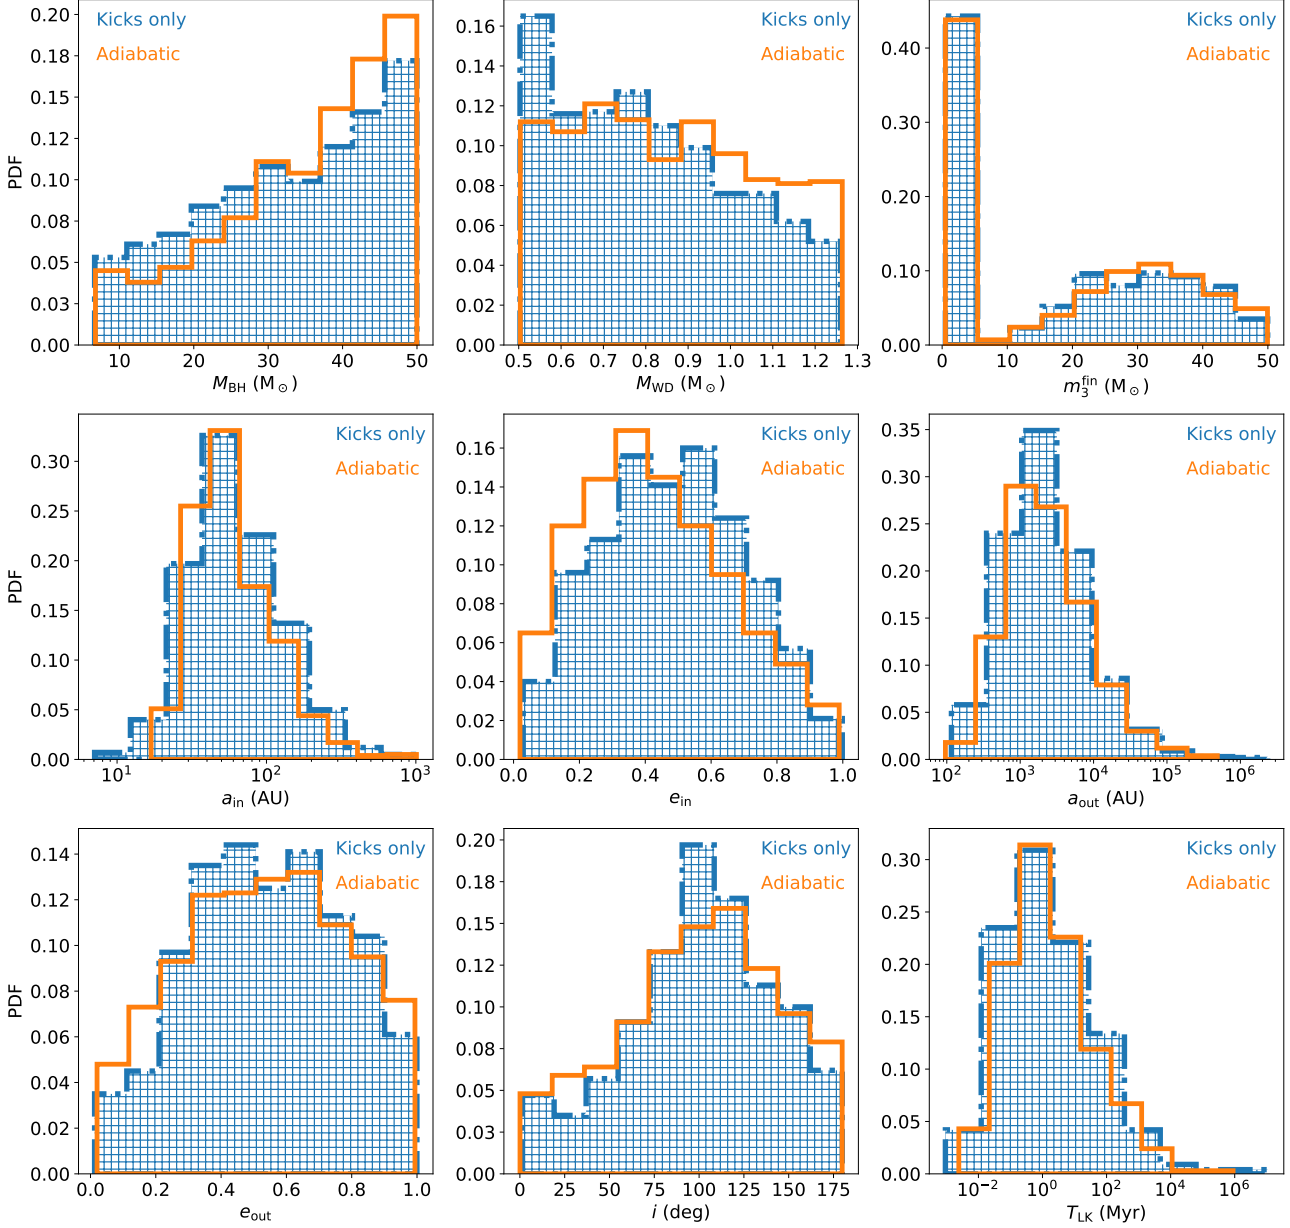 PDF
0.20
0.18
0.15
0.12
0.10
0.08
0.05
0.03
0.00
Kicks only
Adiabatic
10 20 30 40 50
M_BH (M_⊙)
0.16
0.14
0.12
0.10
0.08
0.06
0.04
0.02
0.00
Kicks only
Adiabatic
0.5 0.6 0.7 0.8 0.9 1.0 1.1 1.2 1.3
M_WD (M_⊙)
0.40
0.30
0.20
0.10
0.00
Kicks only
Adiabatic
0 10 20 30 40 50
m_3^fin (M_⊙)
PDF
0.30
0.25
0.20
0.15
0.10
0.05
0.00
Kicks only
Adiabatic
10^1 10^2 10^3
a_in (AU)
0.16
0.14
0.12
0.10
0.08
0.06
0.04
0.02
0.00
Kicks only
Adiabatic
0.0 0.2 0.4 0.6 0.8 1.0
e_in
0.35
0.30
0.25
0.20
0.15
0.10
0.05
0.00
Kicks only
Adiabatic
10^2 10^3 10^4 10^5 10^6
a_out (AU)
PDF
0.14
0.12
0.10
0.08
0.06
0.04
0.02
0.00
Kicks only
Adiabatic
0.0 0.2 0.4 0.6 0.8 1.0
e_out
0.20
0.18
0.15
0.12
0.10
0.08
0.05
0.03
0.00
Kicks only
Adiabatic
0 25 50 75 100 125 150 175
i (deg)
0.30
0.25
0.20
0.15
0.10
0.05
0.00
Kicks only
Adiabatic
10^−2 10^0 10^2 10^4 10^6
T_LK (Myr)